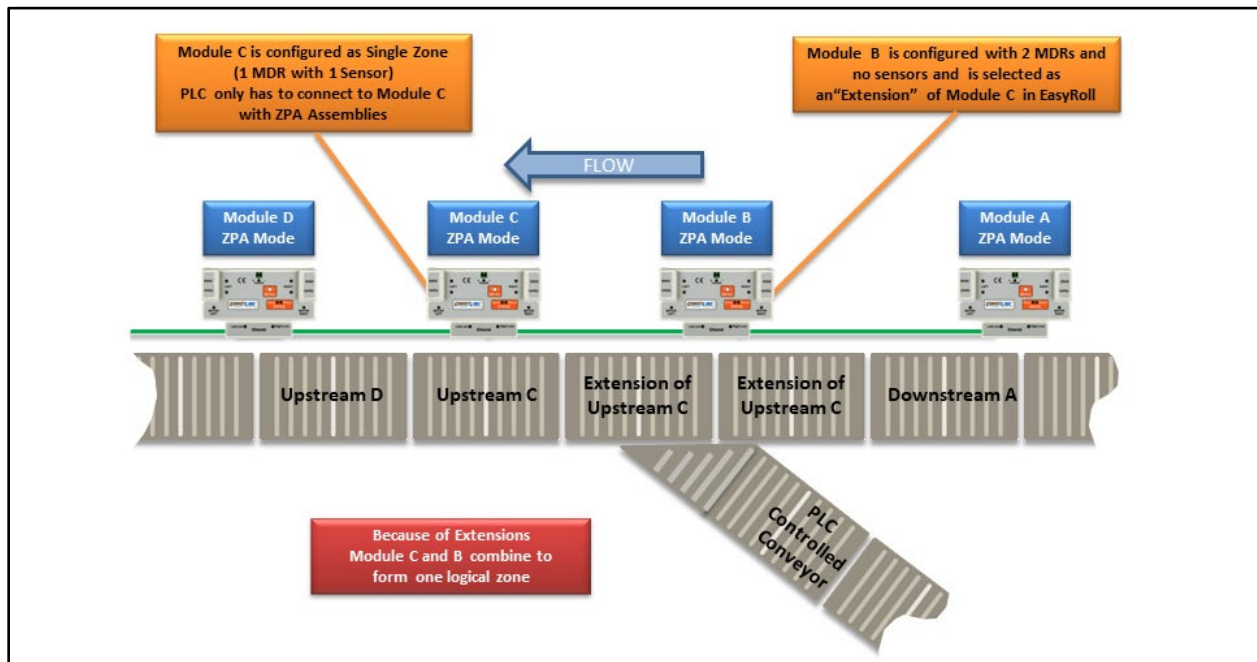 Module C is configured as Single Zone
(1 MDR with 1 Sensor)
PLC only has to connect to Module C
with ZPA Assemblies
Module B is configured with 2 MDRs and
no sensors and is selected as
an“Extension” of Module C in EasyRoll
FLOW
Module D
ZPA Mode
Module C
ZPA Mode
Module B
ZPA Mode
Module A
ZPA Mode
Upstream D
Upstream C
Extension of
Upstream C
Extension of
Upstream C
Downstream A
PLC
Controlled
Conveyor
Because of Extensions
Module C and B combine to
form one logical zone